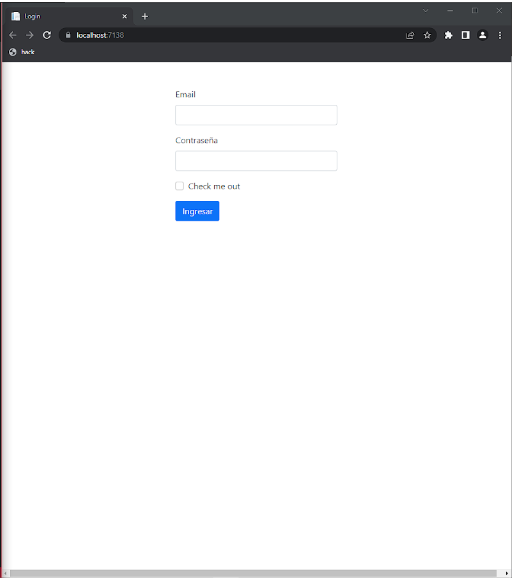 Login
localhost:7138
hack
Email
Contraseña
Check me out
Ingresar